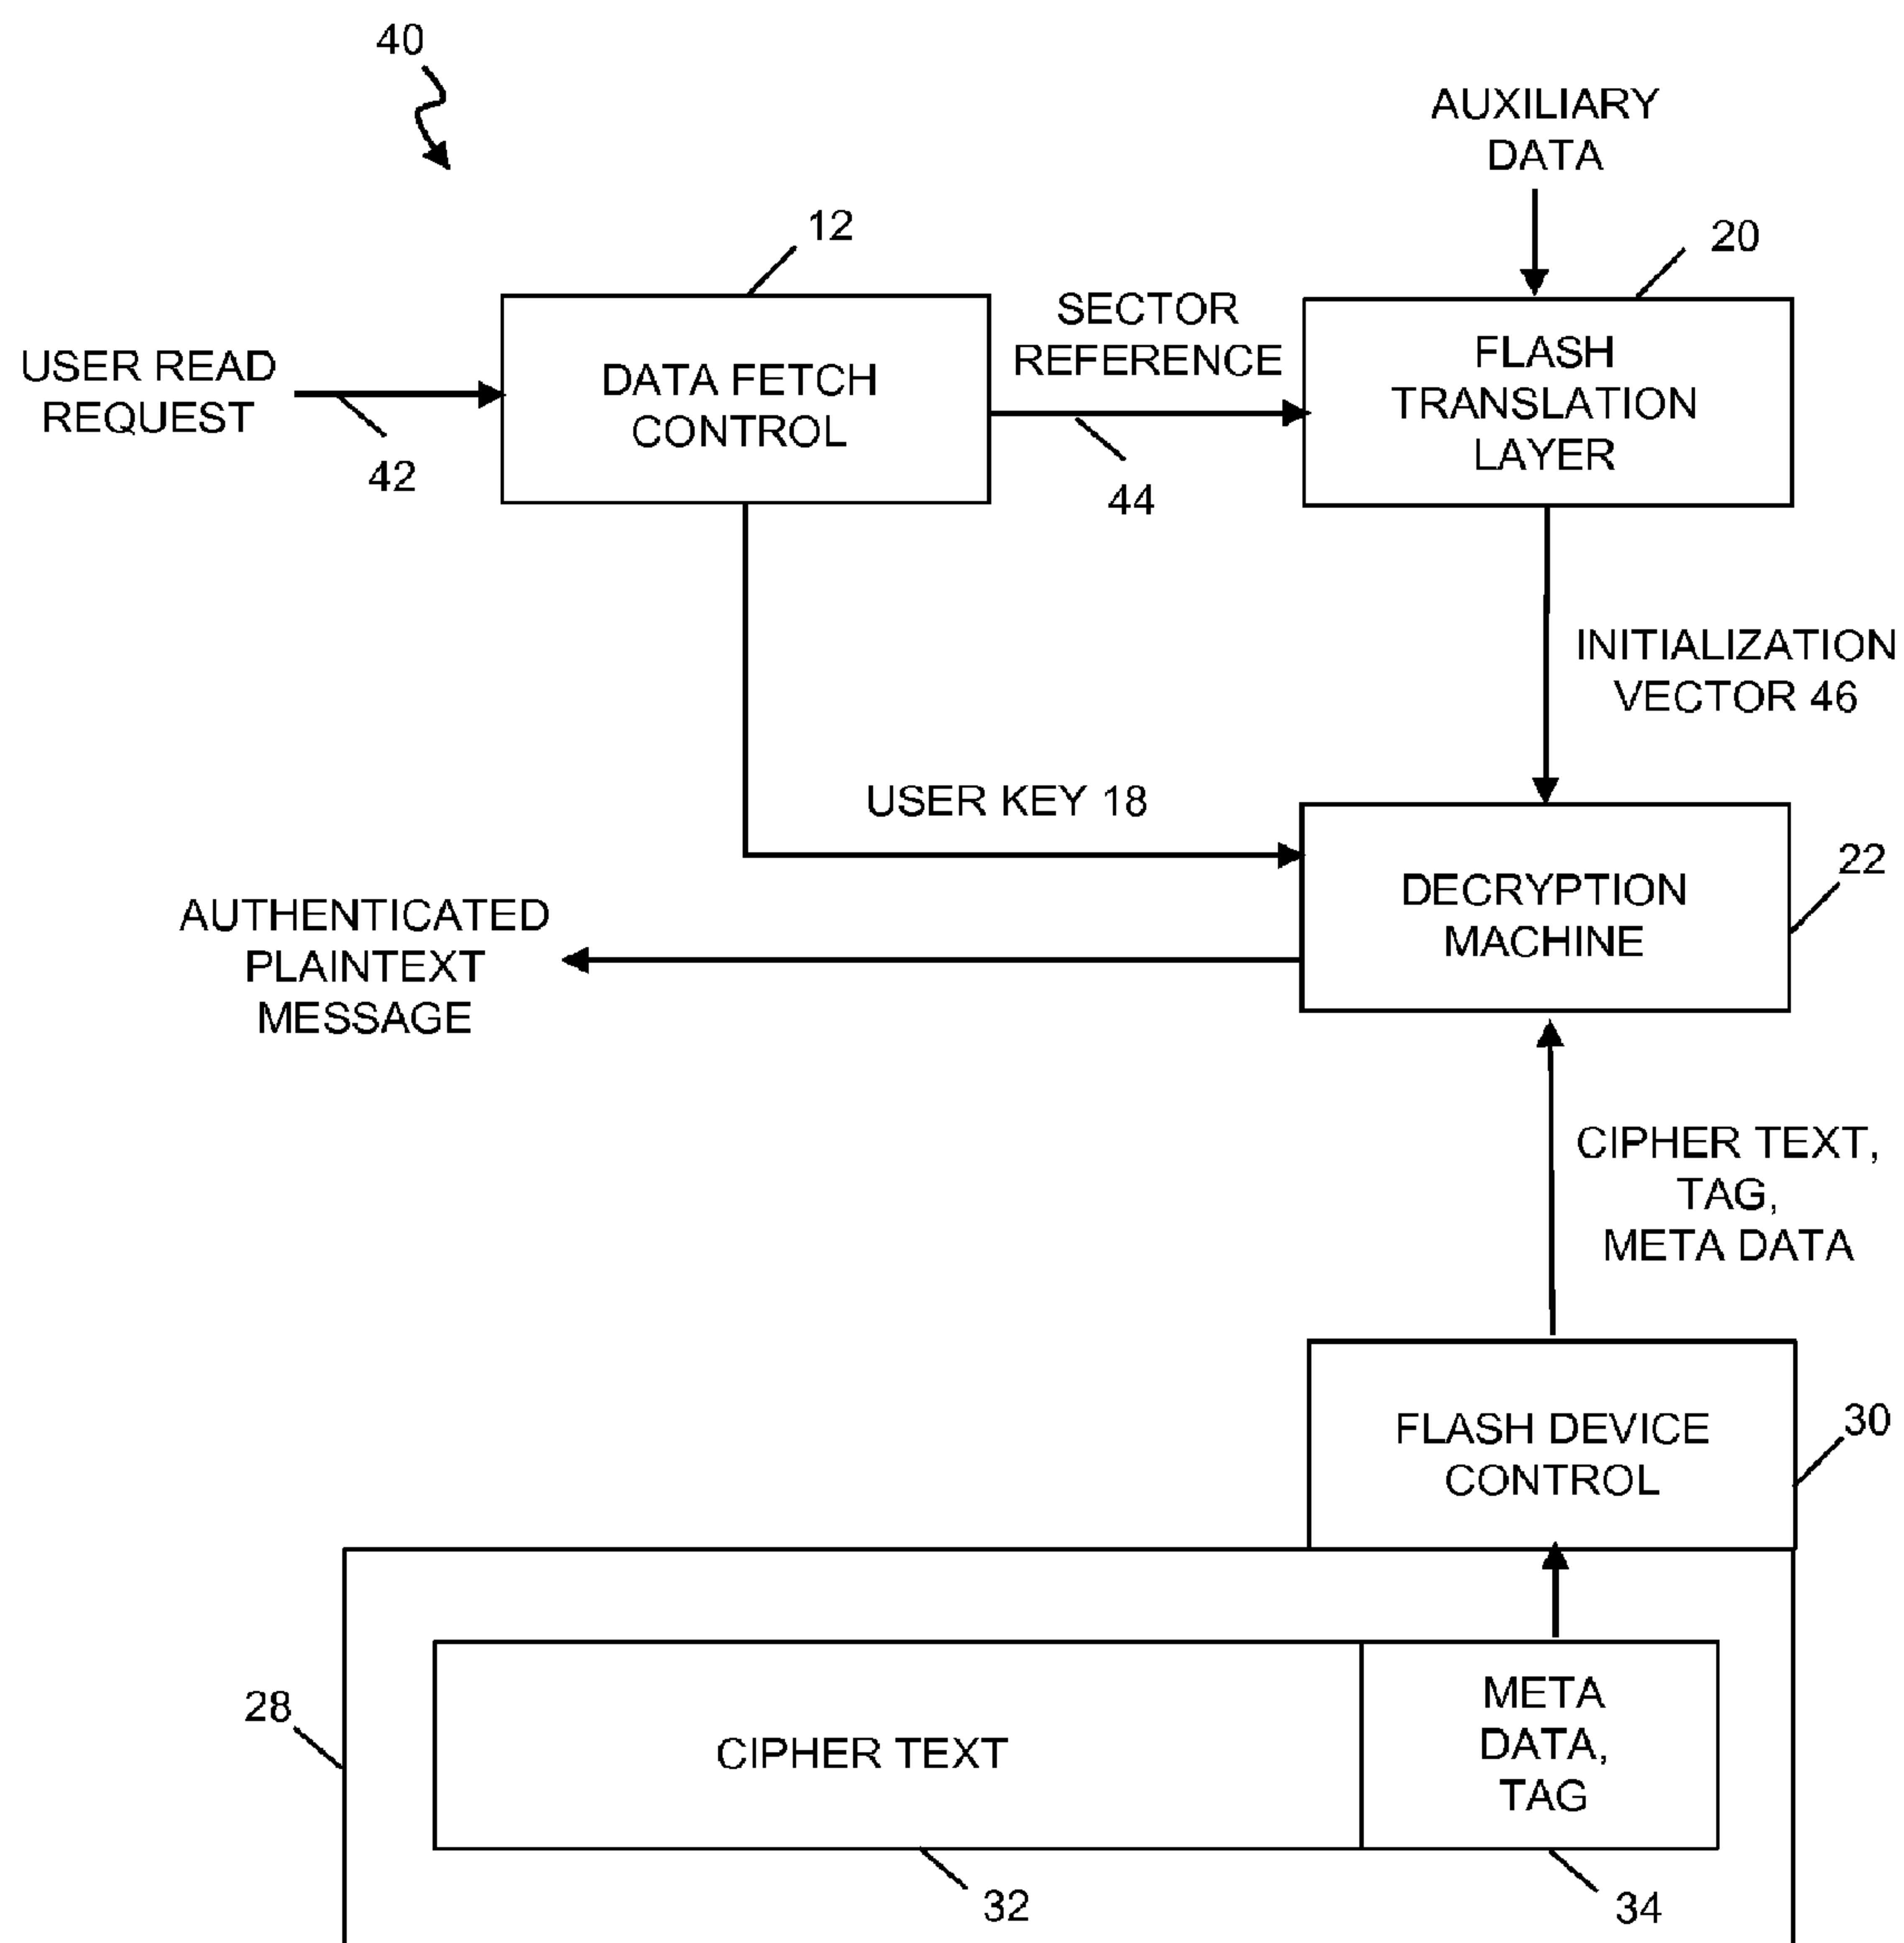 40
AUXILIARY
DATA
12
20
USER READ
REQUEST
42
DATA FETCH
CONTROL
SECTOR
REFERENCE
44
FLASH
TRANSLATION
LAYER
INITIALIZATION
VECTOR 46
USER KEY 18
22
DECRYPTION
MACHINE
AUTHENTICATED
PLAINTEXT
MESSAGE
CIPHER TEXT,
TAG,
META DATA
FLASH DEVICE
CONTROL
30
28
CIPHER TEXT
META
DATA,
TAG
32
34